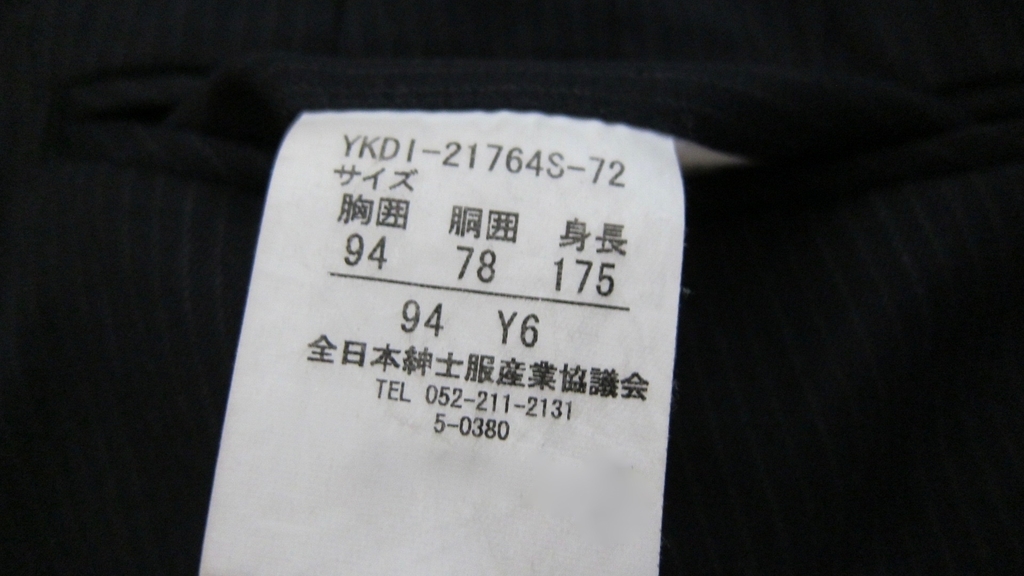 YKDI-21764S-72
サイズ
胸囲 胴囲 身長
94 78 175
94 Y6
全日本紳士服産業協議会
TEL 052-211-2131
5-0380